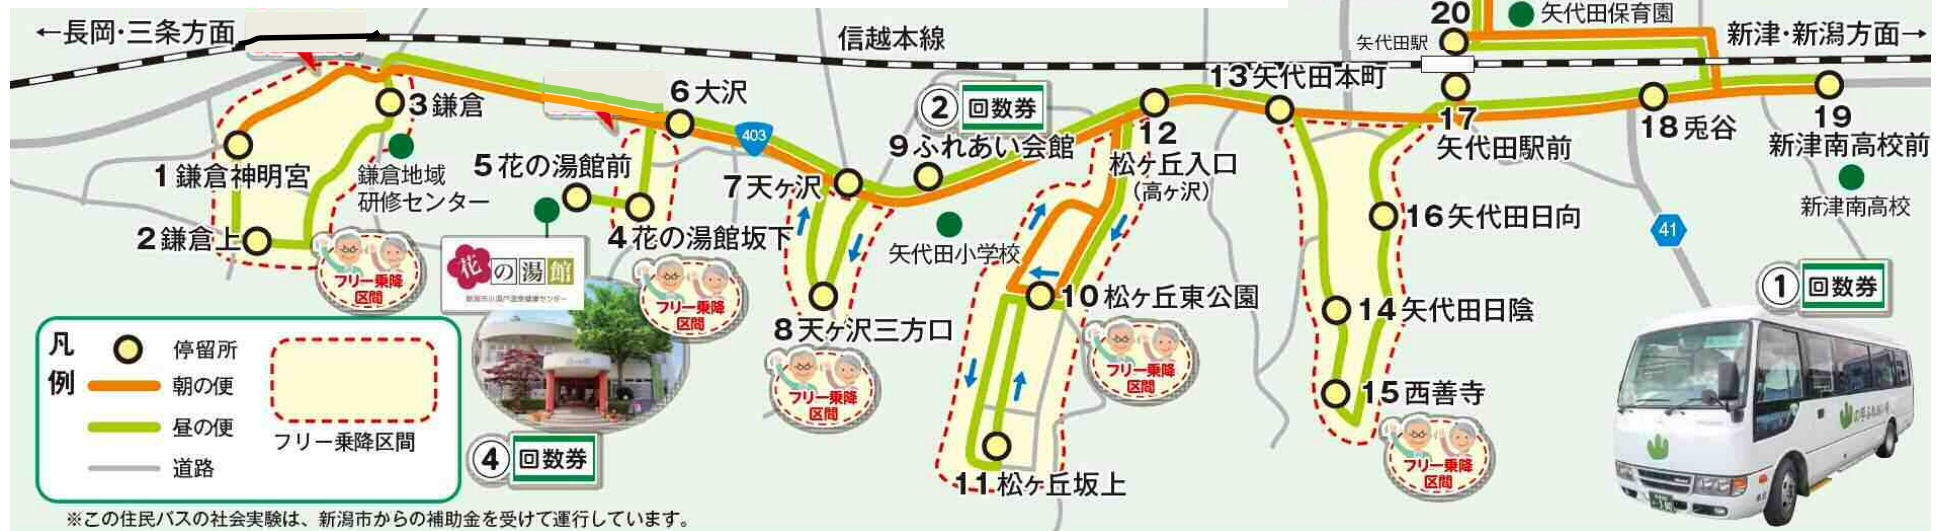 ←長岡・三条方面
信越本線
20
矢代田保育園
矢代田駅
新津・新潟方面→
1 鎌倉神明宮
2 鎌倉上
3 鎌倉
鎌倉地域
研修センター
フリー乗降
区間
5 花の湯館前
4 花の湯館坂下
6 大沢
403
花の湯館
フリー乗降
区間
④ 回数券
7 天ヶ沢
8 天ヶ沢三方口
フリー乗降
区間
② 回数券
9 ふれあい会館
矢代田小学校
12
松ヶ丘入口
(高ヶ沢)
10 松ヶ丘東公園
フリー乗降
区間
11 松ヶ丘坂上
13 矢代田本町
14 矢代田日陰
15 西善寺
16 矢代田日向
フリー乗降
区間
17
矢代田駅前
18 兎谷
19
新津南高校前
新津南高校
41
① 回数券
凡例
停留所
朝の便
昼の便
道路
フリー乗降区間
※この住民バスの社会実験は、新潟市からの補助金を受けて運行しています。